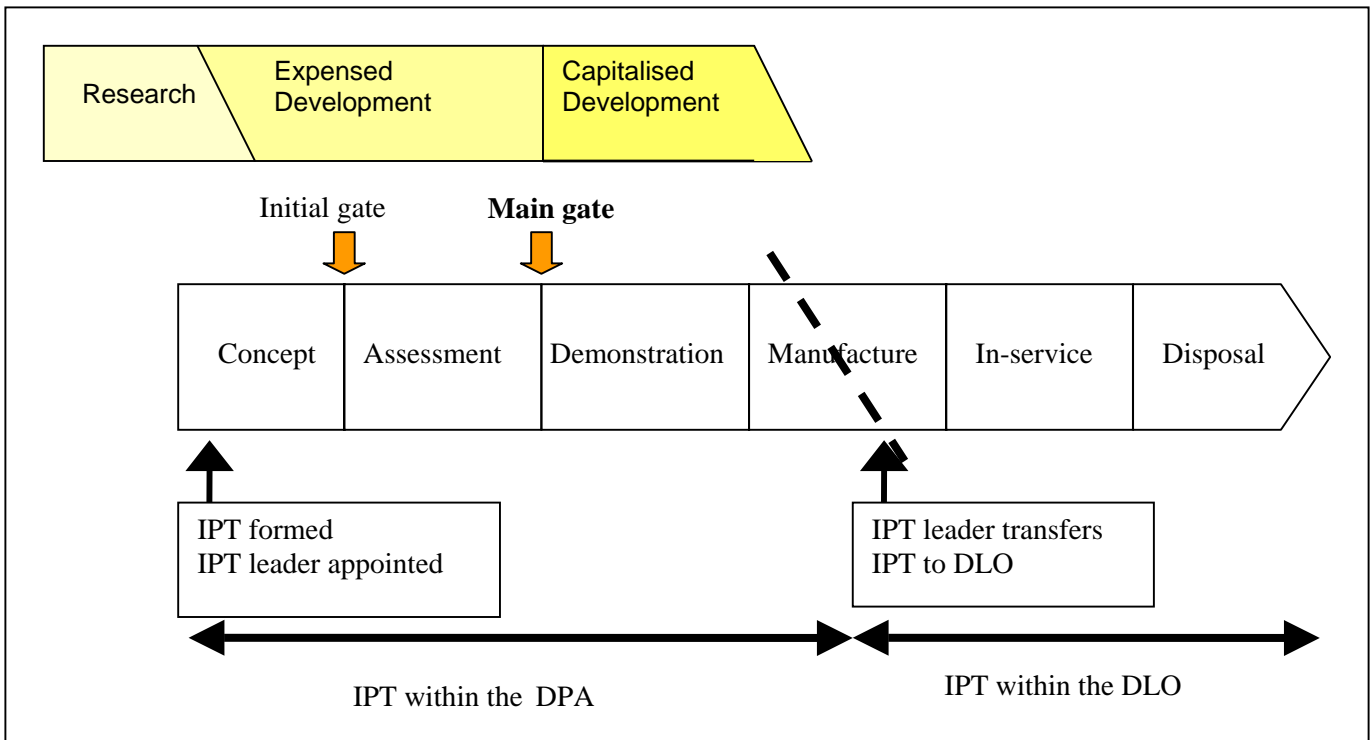 Research
Expensed
Development
Capitalised
Development
Initial gate
Main gate
Concept
Assessment
Demonstration
Manufacture
In-service
Disposal
IPT formed
IPT leader appointed
IPT leader transfers
IPT to DLO
IPT within the DPA
IPT within the DLO